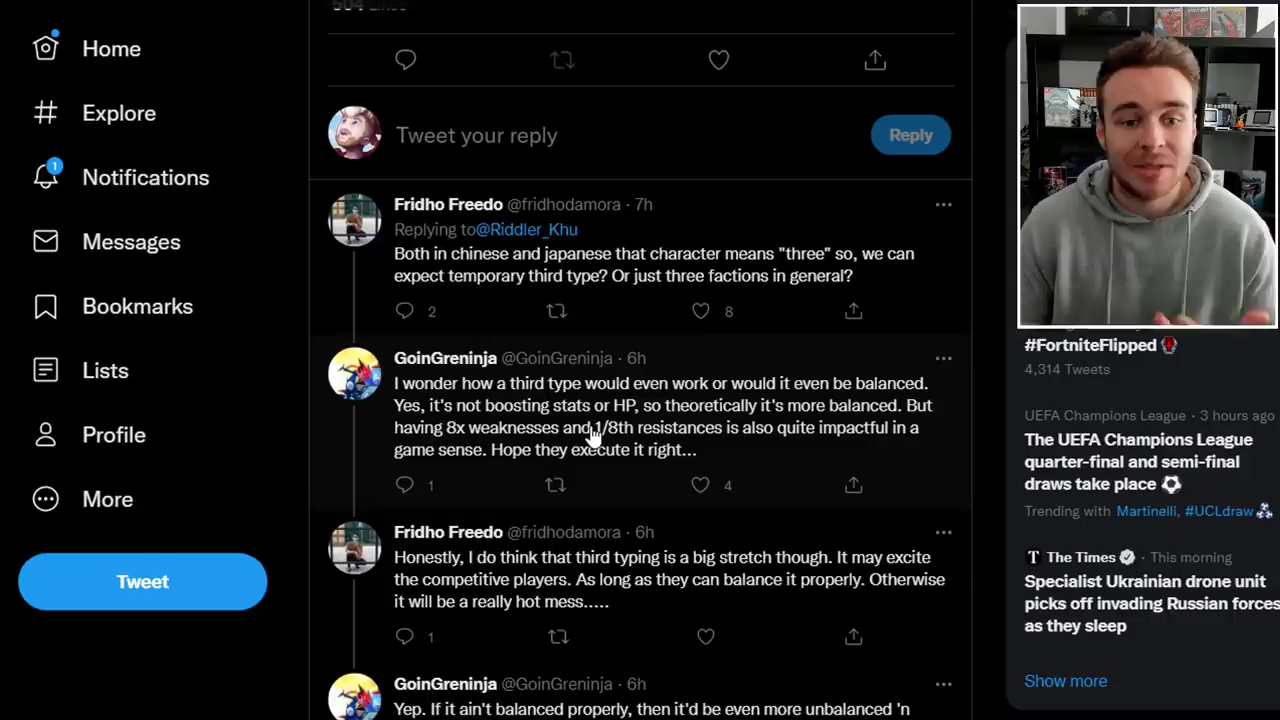 504 Likes
Home
Explore
1
Notifications
Messages
Bookmarks
Lists
Profile
More
Tweet
Tweet your reply
Reply
Fridho Freedo @fridhodamora · 7h
Replying to@Riddler_Khu
Both in chinese and japanese that character means "three" so, we can
expect temporary third type? Or just three factions in general?
2
8
GoinGreninja @GoinGreninja · 6h
I wonder how a third type would even work or would it even be balanced.
Yes, it's not boosting stats or HP, so theoretically it's more balanced. But
having 8x weaknesses and 1/8th resistances is also quite impactful in a
game sense. Hope they execute it right...
1
4
Fridho Freedo @fridhodamora · 6h
Honestly, I do think that third typing is a big stretch though. It may excite
the competitive players. As long as they can balance it properly. Otherwise
it will be a really hot mess.....
1
GoinGreninja @GoinGreninja · 6h
Yep. If it ain't balanced properly, then it'd be even more unbalanced 'n
#FortniteFlipped
4,314 Tweets
UEFA Champions League · 3 hours ago
The UEFA Champions League
quarter-final and semi-final
draws take place
Trending with Martinelli, #UCLdraw
T The Times · This morning
Specialist Ukrainian drone unit
picks off invading Russian forces
as they sleep
Show more